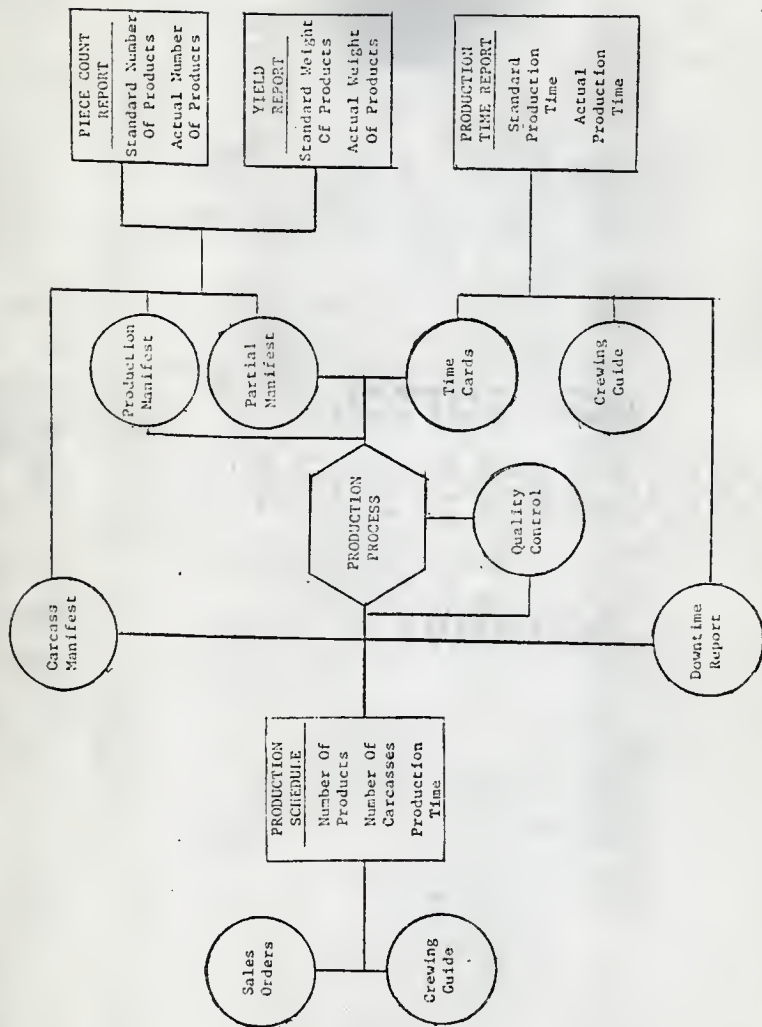 Sales
Orders
Crewing
Guide
PRODUCTION
SCHEDULE
Number Of
Products
Number Of
Carcasses
Production
Time
Carcass
Manifest
Downtime
Report
PRODUCTION
PROCESS
Quality
Control
Production
Manifest
Partial
Manifest
Time
Cards
Crewing
Guide
PIECE COUNT
REPORT
Standard Number
Of Products
Actual Number
Of Products
YIELD
REPORT
Standard Weight
Of Products
Actual Weight
Of Products
PRODUCTION
TIME REPORT
Standard
Production
Time
Actual
Production
Time